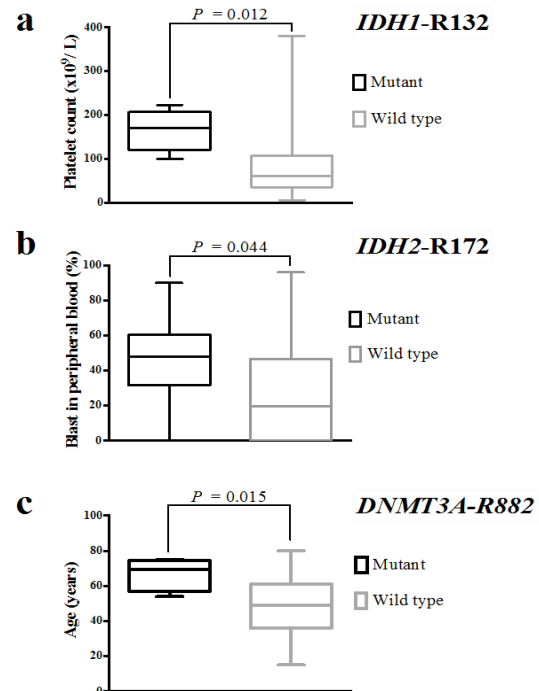 a
P = 0.012
IDH1-R132
Platelet count (x10⁹/ L)
400
300
200
100
0
Mutant
Wild type
b
P = 0.044
IDH2-R172
Blast in peripheral blood (%)
100
80
60
40
20
0
Mutant
Wild type
c
P = 0.015
DNMT3A-R882
Age (years)
100
80
60
40
20
0
Mutant
Wild type